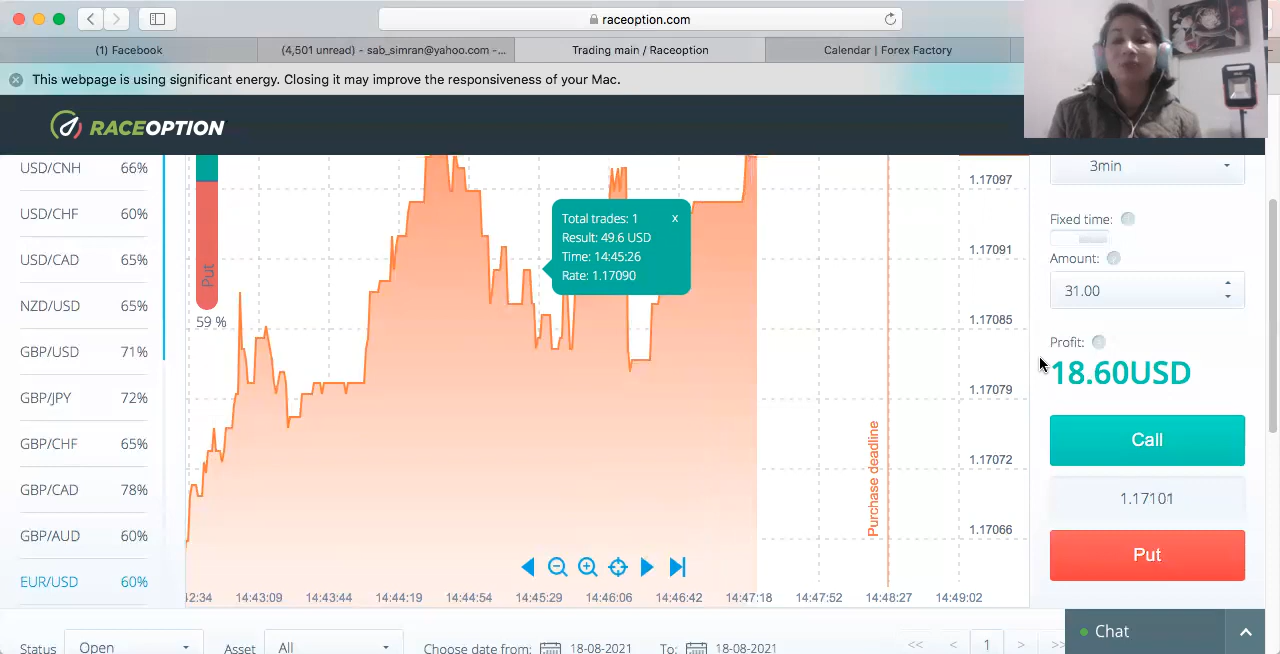 raceoption.com
(1) Facebook
(4,501 unread) - sab_simran@yahoo.com -...
Trading main / Raceoption
Calendar | Forex Factory
This webpage is using significant energy. Closing it may improve the responsiveness of your Mac.
RACEOPTION
USD/CNH 66%
USD/CHF 60%
USD/CAD 65%
NZD/USD 65%
GBP/USD 71%
GBP/JPY 72%
GBP/CHF 65%
GBP/CAD 78%
GBP/AUD 60%
EUR/USD 60%
Put
59 %
Total trades: 1 x
Result: 49.6 USD
Time: 14:45:26
Rate: 1.17090
Purchase deadline
1.17097
1.17091
1.17085
1.17079
1.17072
1.17066
2:34 14:43:09 14:43:44 14:44:19 14:44:54 14:45:29 14:46:06 14:46:42 14:47:18 14:47:52 14:48:27 14:49:02
3min
Fixed time:
Amount:
31.00
Profit:
18.60USD
Call
1.17101
Put
Status Open Asset All Choose date from: 18-08-2021 To: 18-08-2021 << < 1 > >>
Chat